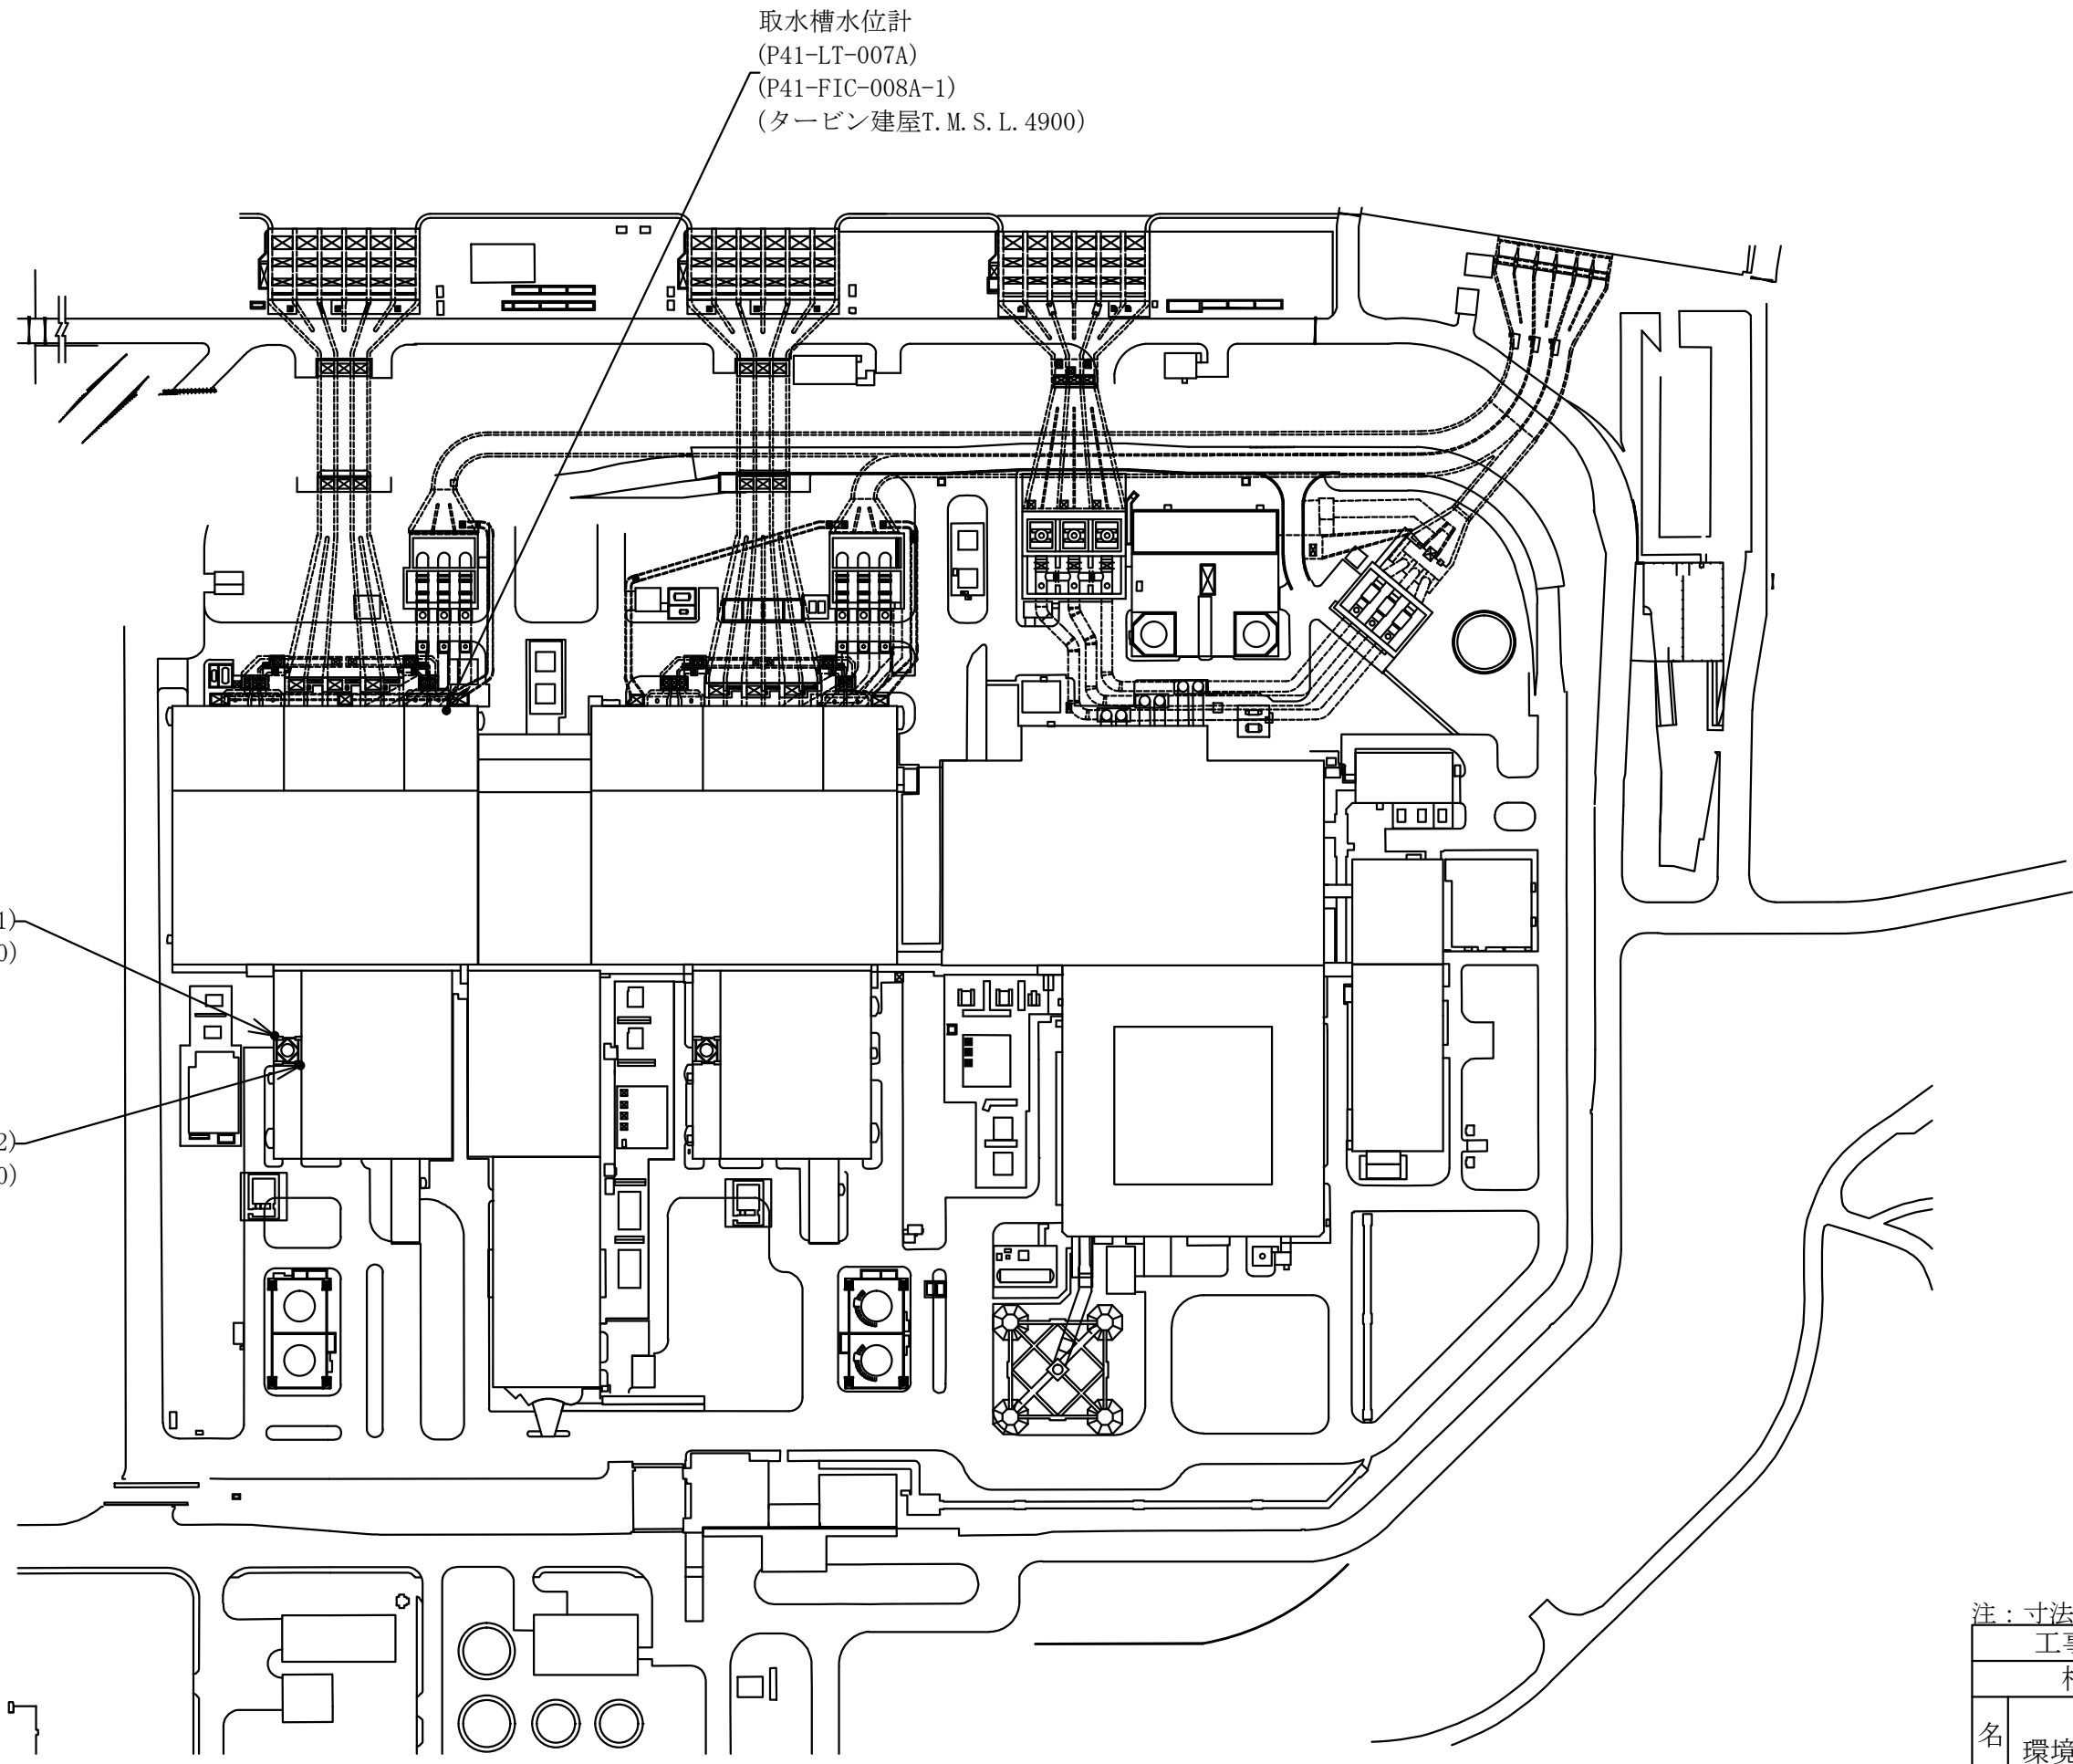 取水槽水位計
(P41-LT-007A)
(P41-FIC-008A-1)
(タービン建屋T.M.S.L.4900)
1)
0)
2)
0)
注：寸法
工事
名
環境